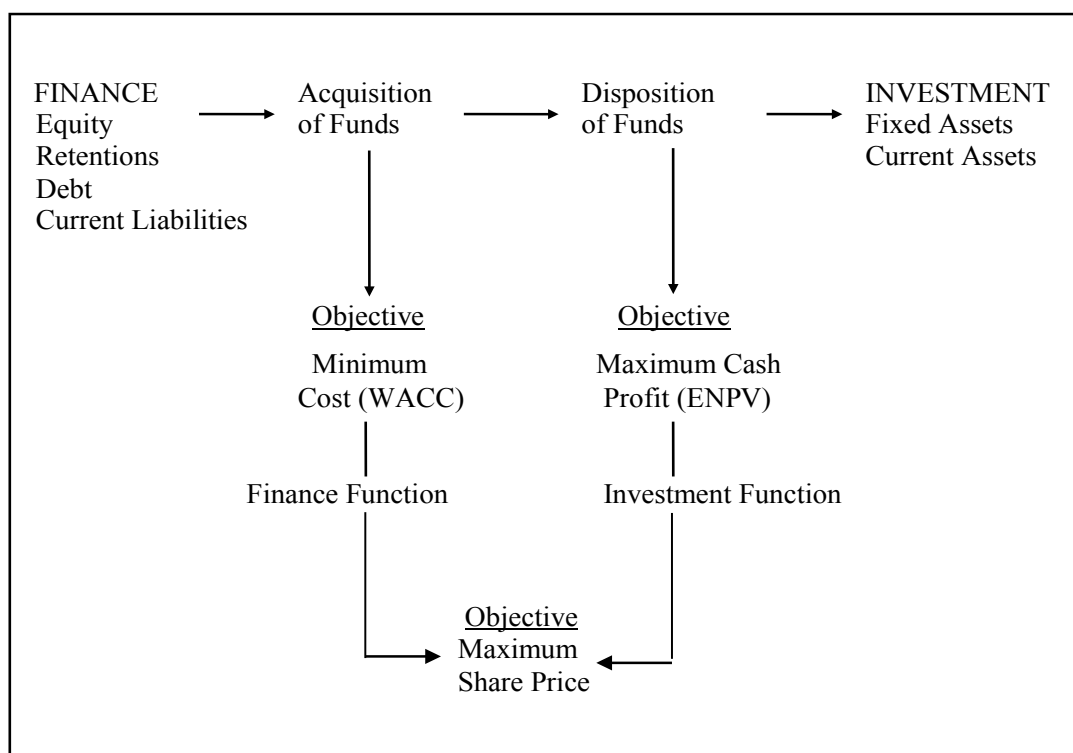 FINANCE
Equity
Retentions
Debt
Current Liabilities
Acquisition
of Funds
Disposition
of Funds
INVESTMENT
Fixed Assets
Current Assets
Objective
Minimum
Cost (WACC)
Objective
Maximum Cash
Profit (ENPV)
Finance Function
Investment Function
Objective
Maximum
Share Price